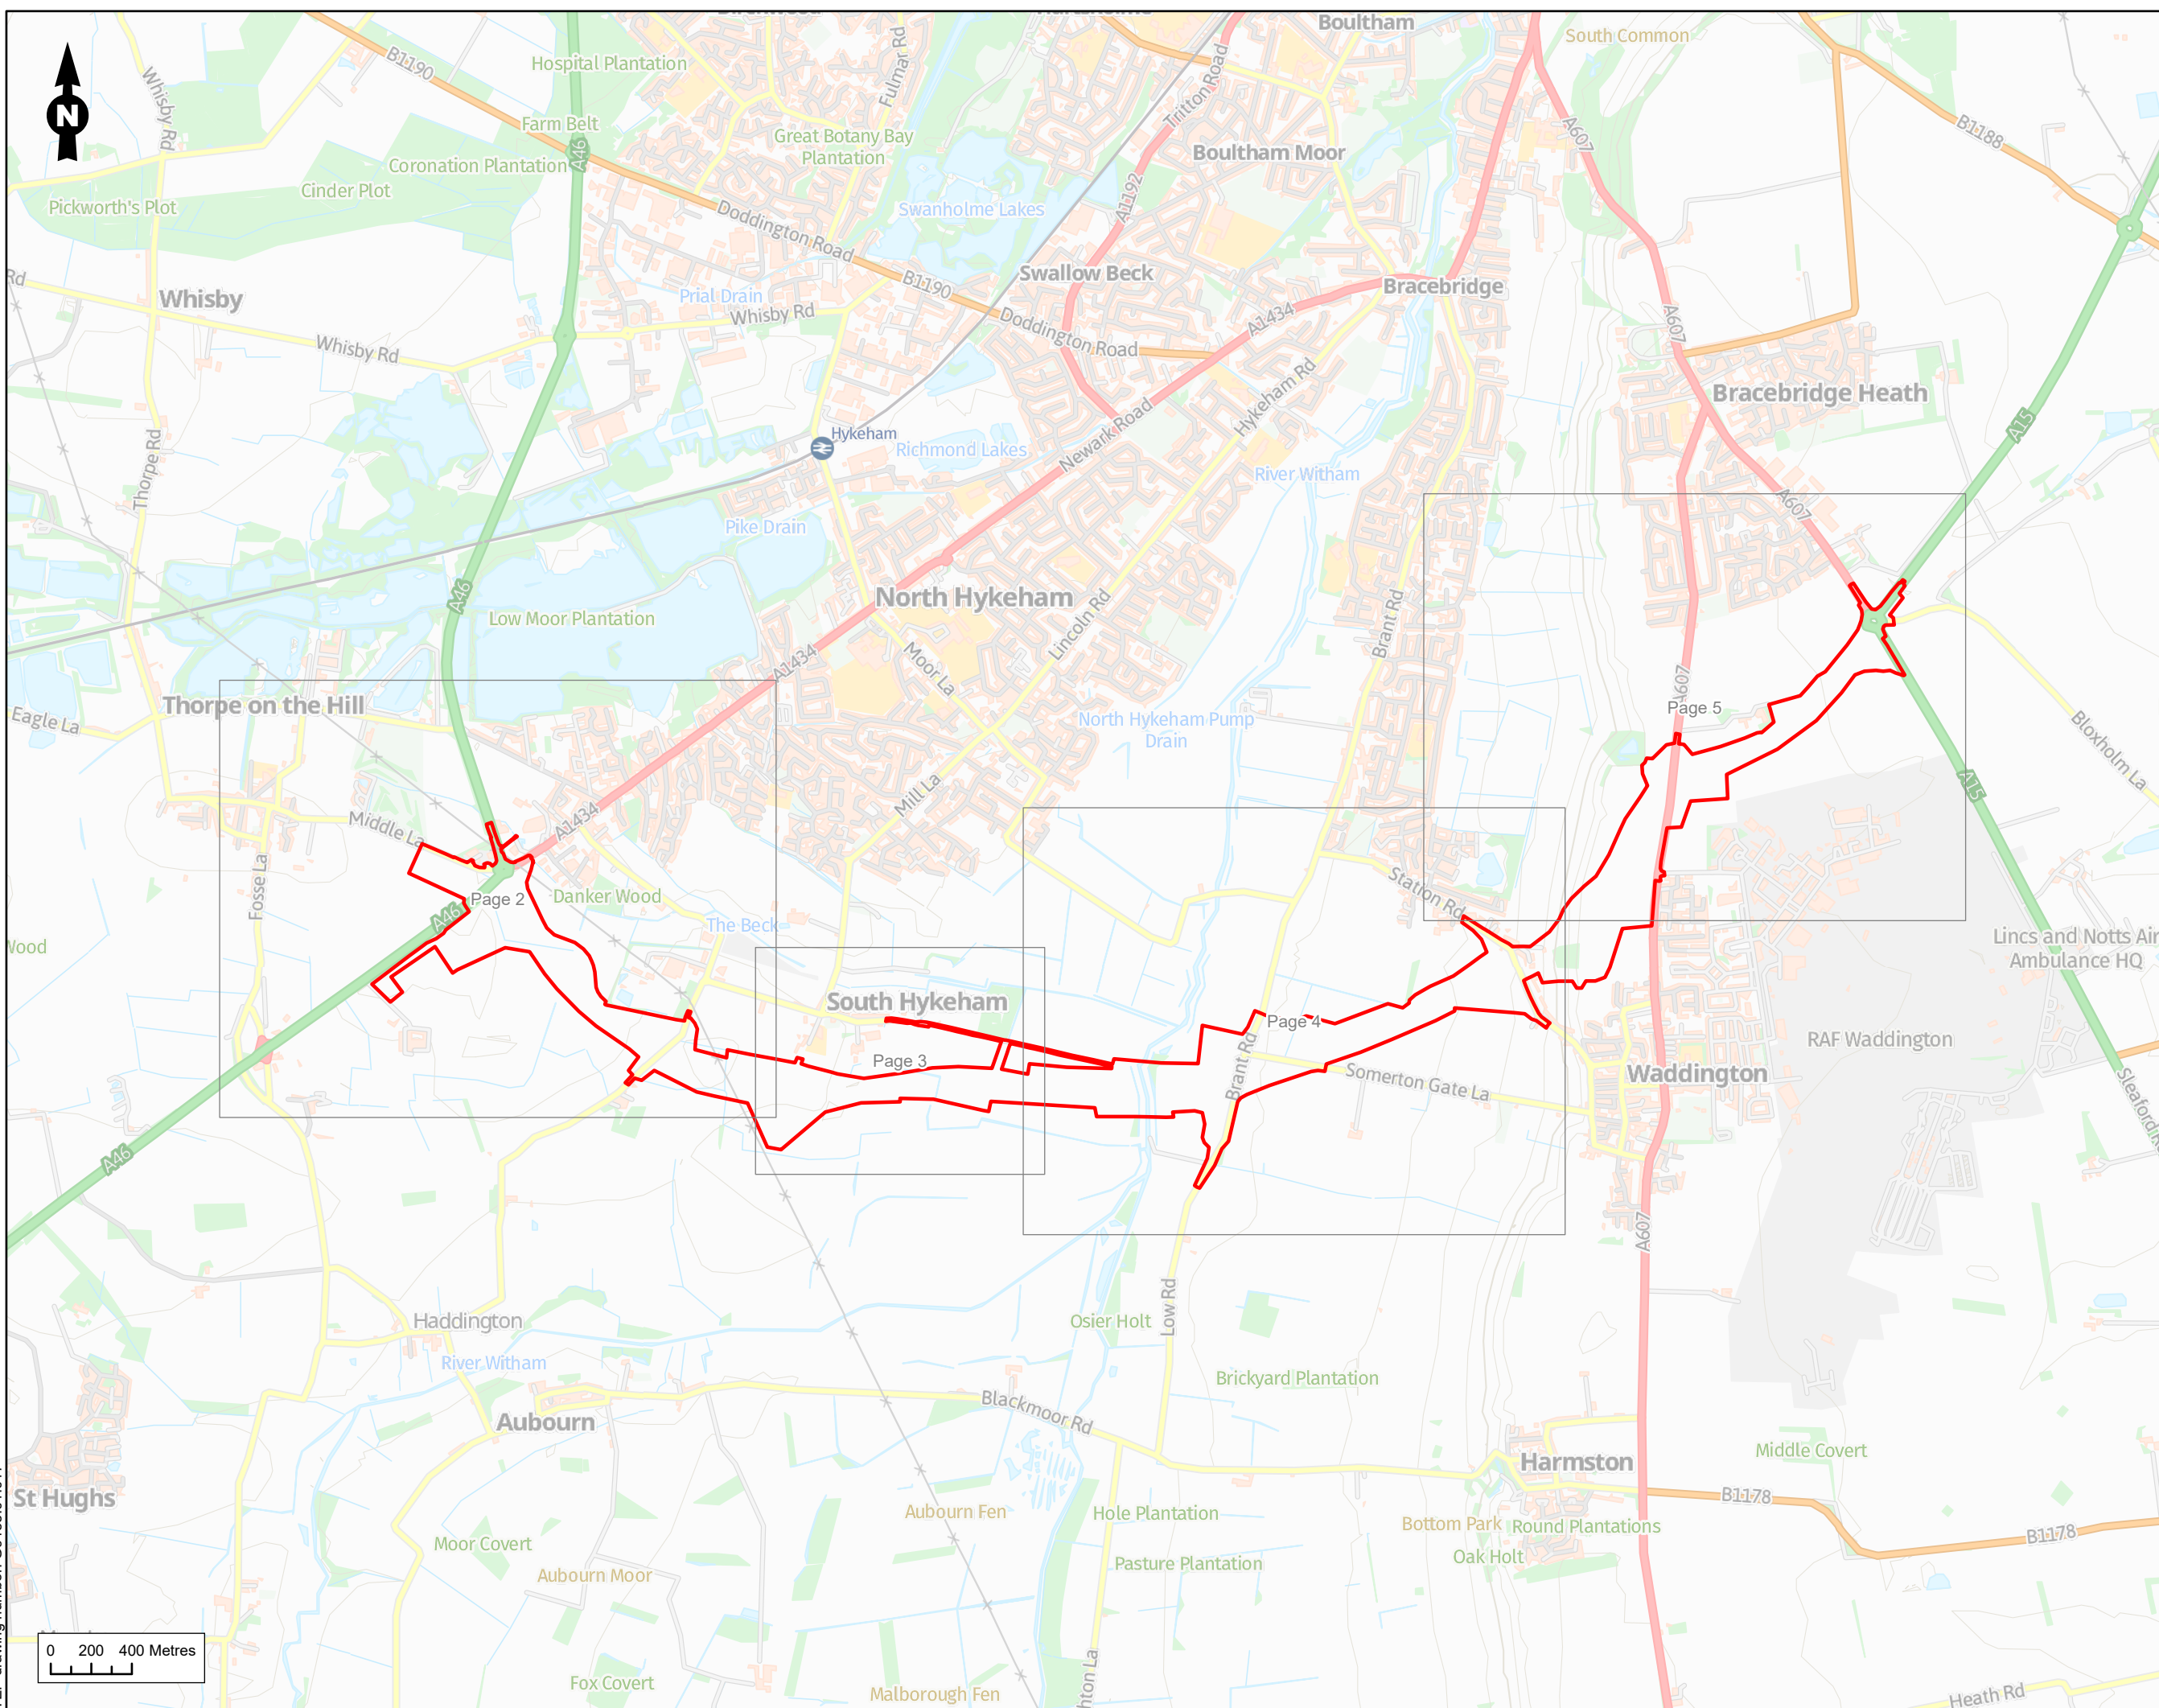 Boultham
South Common
B1190
Hospital Plantation
Fulmar Rd
Whisby Rd
Tritton Road
A607
B1188
N
Farm Belt
A46
Great Botany Bay
Plantation
Boultham Moor
Coronation Plantation
Cinder Plot
Pickworth's Plot
Swanholme Lakes
A1192
Doddington Road
Swallow Beck
Rd
Whisby
Prial Drain
B1190
Bracebridge
Whisby Rd
A1434
Doddington Road
A607
Whisby Rd
Bracebridge Heath
Hykeham Rd
A15
Newark Road
Hykeham
Richmond Lakes
Thorpe Rd
River Witham
Pike Drain
A607
A46
North Hykeham
Low Moor Plantation
Lincoln Rd
Brant Rd
Moor La
A1434
A607
Thorpe on the Hill
Page 5
Eagle La
North Hykeham Pump
Drain
Bloxholm La
Mill La
A15
A1434
Middle La
Fosse La
Page 2
Danker Wood
Station Rd
A46
The Beck
Wood
Lincs and Notts Air
Ambulance HQ
South Hykeham
Page 4
RAF Waddington
Page 3
Brant Rd
Waddington
Somerton Gate La
Sleaford R
A46
A607
Low Rd
Haddington
Osier Holt
River Witham
Brickyard Plantation
Blackmoor Rd
Aubourn
Middle Covert
Harmston
St Hughs
B1178
Aubourn Fen
Hole Plantation
Bottom Park
Round Plantations
B1178
Moor Covert
Oak Holt
Pasture Plantation
Aubourn Moor
0 200 400 Metres
hton La
Fox Covert
Malborough Fen
Heath Rd